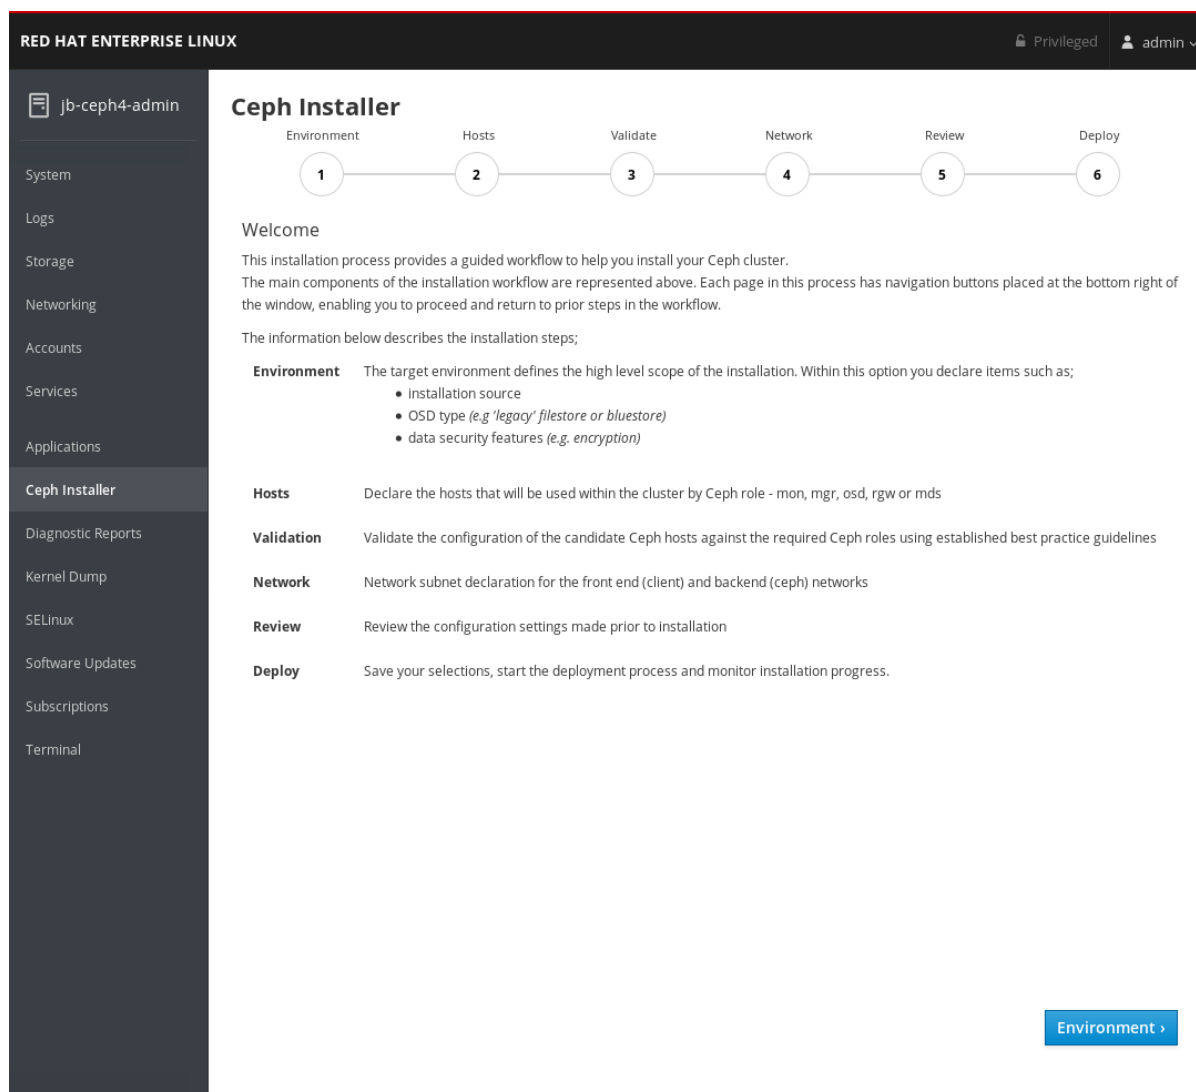 RED HAT ENTERPRISE LINUX
Privileged
admin
jb-ceph4-admin
System
Logs
Storage
Networking
Accounts
Services
Applications
Ceph Installer
Diagnostic Reports
Kernel Dump
SELinux
Software Updates
Subscriptions
Terminal
Ceph Installer
Environment Hosts Validate Network Review Deploy
1 2 3 4 5 6
Welcome
This installation process provides a guided workflow to help you install your Ceph cluster.
The main components of the installation workflow are represented above. Each page in this process has navigation buttons placed at the bottom right of
the window, enabling you to proceed and return to prior steps in the workflow.
The information below describes the installation steps;
Environment The target environment defines the high level scope of the installation. Within this option you declare items such as;
• installation source
• OSD type (e.g 'legacy' filestore or bluestore)
• data security features (e.g. encryption)
Hosts Declare the hosts that will be used within the cluster by Ceph role - mon, mgr, osd, rgw or mds
Validation Validate the configuration of the candidate Ceph hosts against the required Ceph roles using established best practice guidelines
Network Network subnet declaration for the front end (client) and backend (ceph) networks
Review Review the configuration settings made prior to installation
Deploy Save your selections, start the deployment process and monitor installation progress.
Environment ›